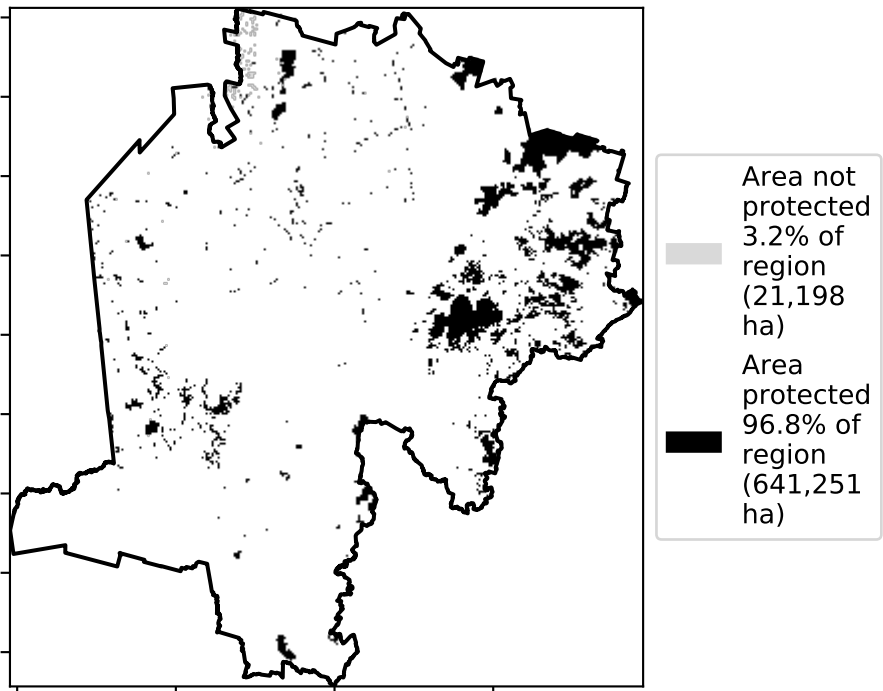 Area not
protected
3.2% of
region
(21,198
ha)
Area
protected
96.8% of
region
(641,251
ha)